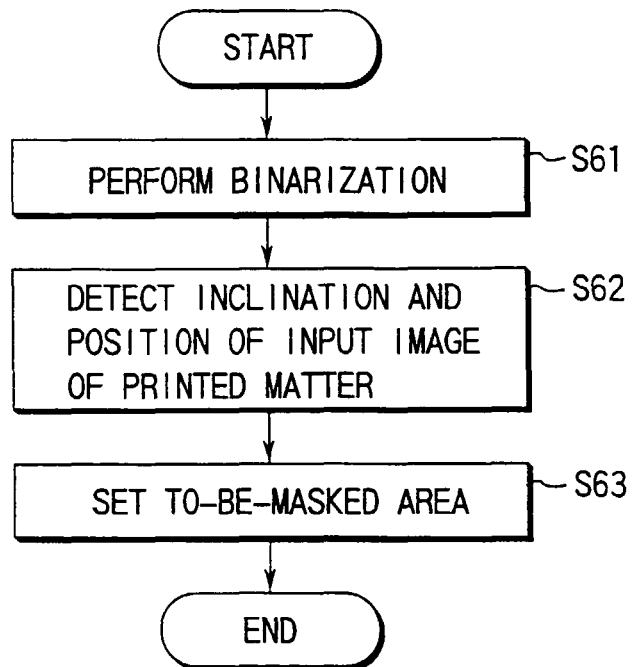 START
PERFORM BINARIZATION
S61
DETECT INCLINATION AND
POSITION OF INPUT IMAGE
OF PRINTED MATTER
S62
SET TO-BE-MASKED AREA
S63
END